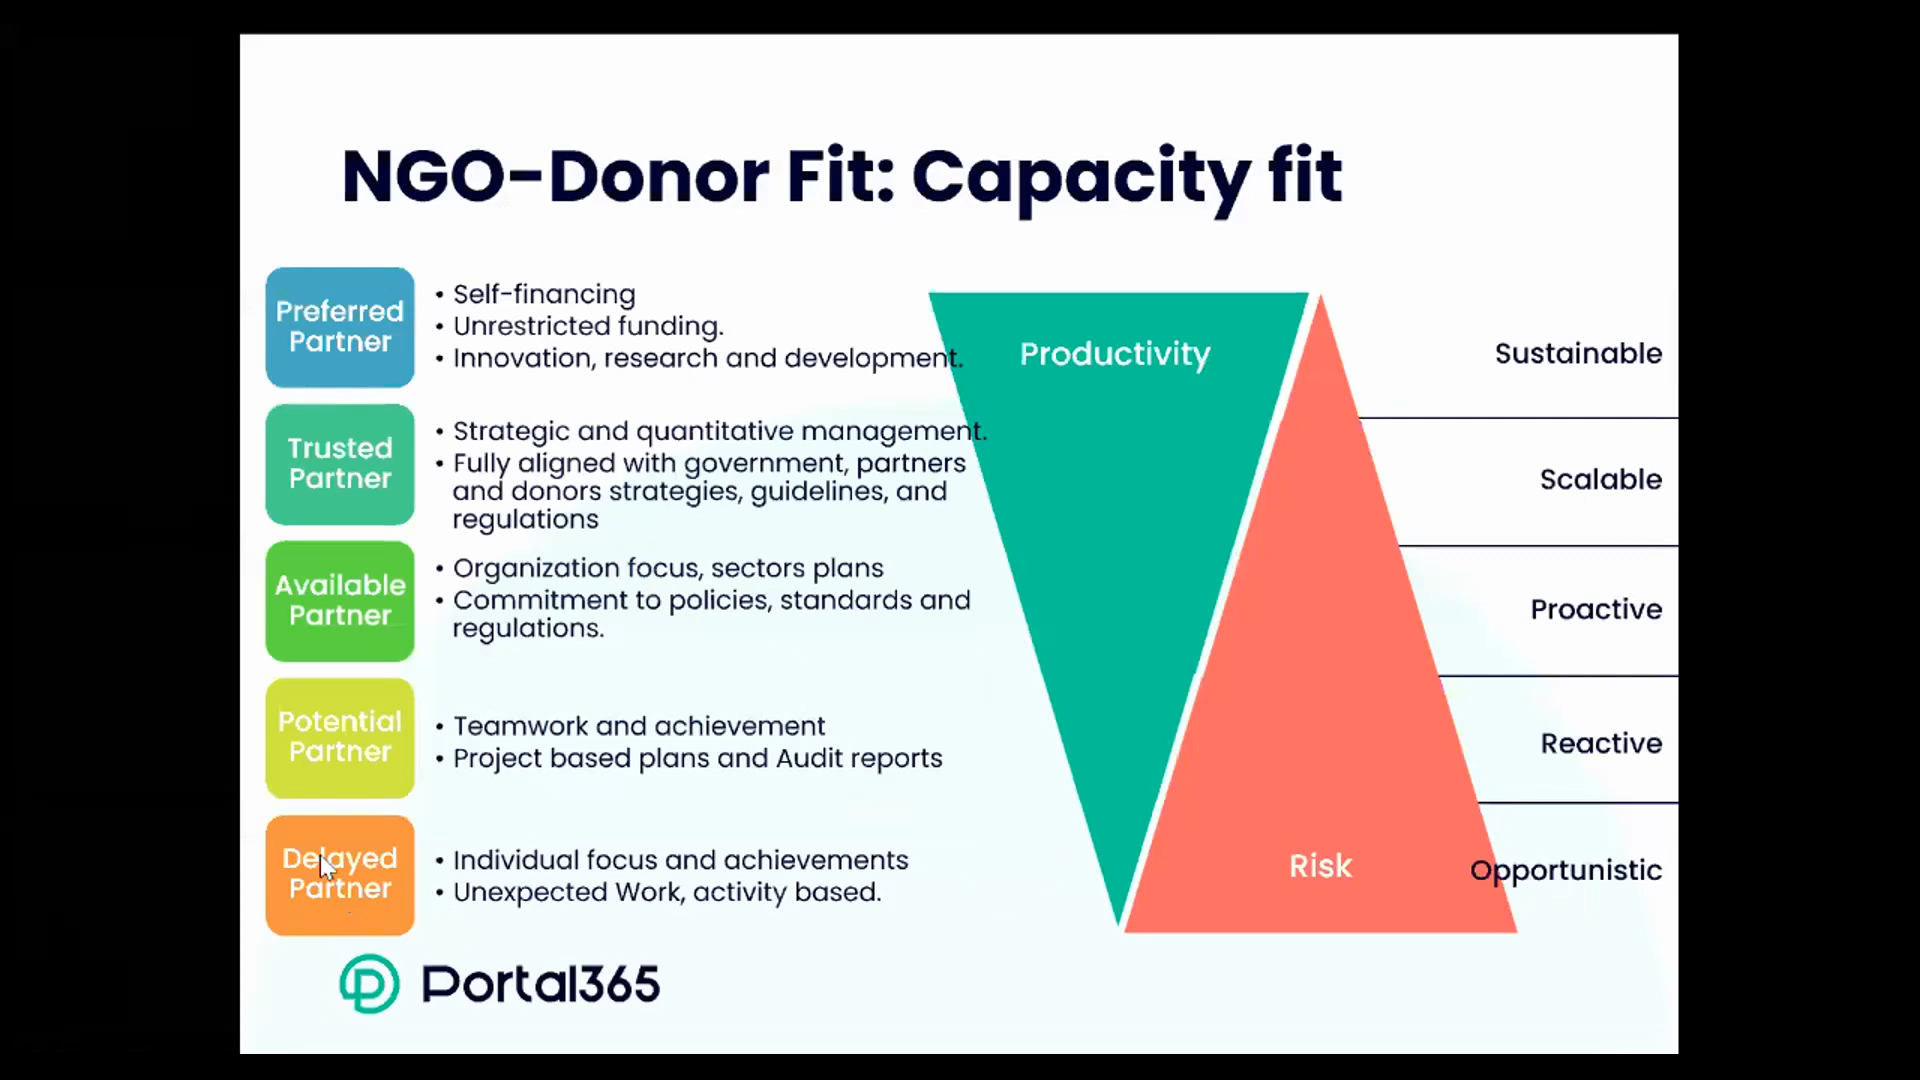 NGO-Donor Fit: Capacity fit
Preferred
Partner
• Self-financing
• Unrestricted funding.
• Innovation, research and development.
Productivity
Sustainable
Trusted
Partner
• Strategic and quantitative management.
• Fully aligned with government, partners
and donors strategies, guidelines, and
regulations
Scalable
Available
Partner
• Organization focus, sectors plans
• Commitment to policies, standards and
regulations.
Proactive
Potential
Partner
• Teamwork and achievement
• Project based plans and Audit reports
Reactive
Delayed
Partner
• Individual focus and achievements
• Unexpected Work, activity based.
Risk
Opportunistic
Portal365